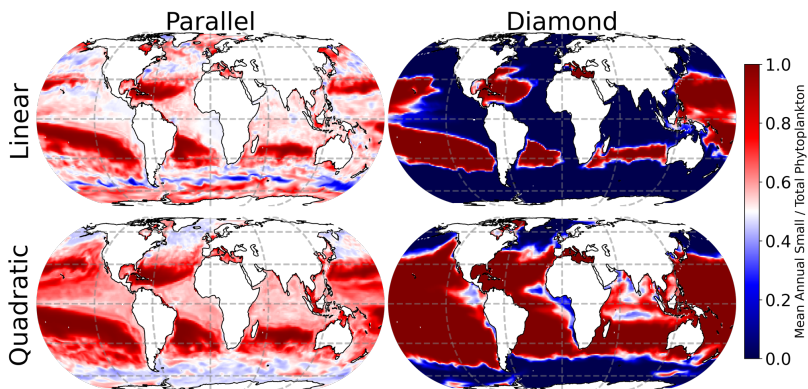 Parallel
Diamond
Linear
Quadratic
1.0
0.8
0.6
0.4
0.2
0.0
Mean Annual Small / Total Phytoplankton